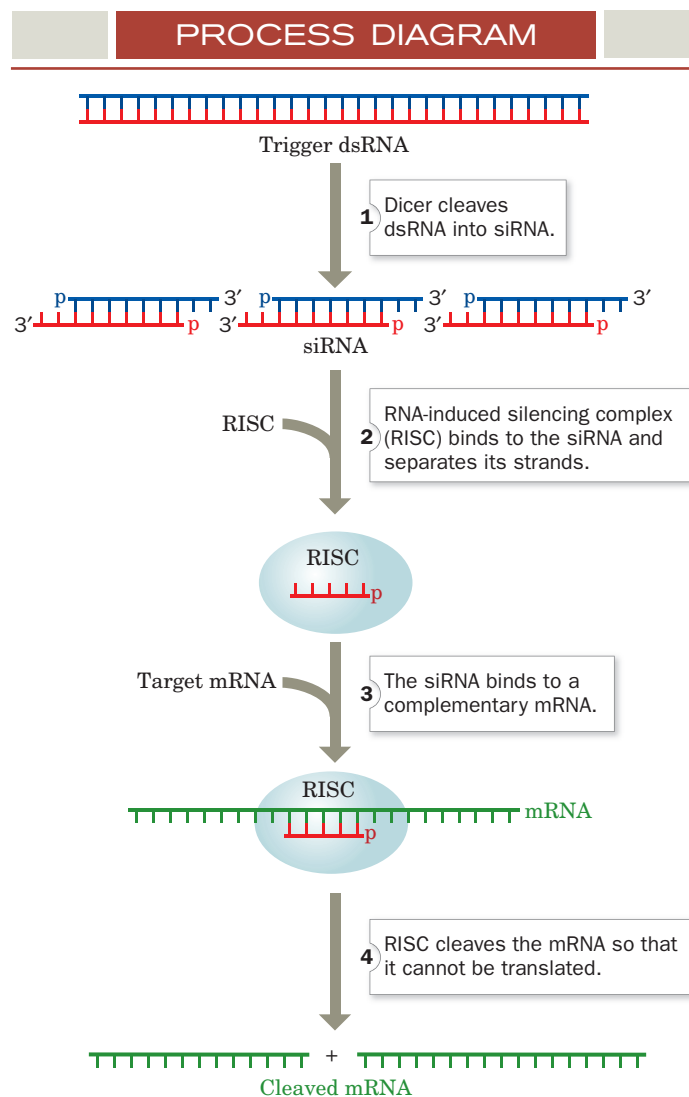 PROCESS DIAGRAM
Trigger dsRNA
1 Dicer cleaves
dsRNA into siRNA.
p 3′ p 3′ p 3′
3′ p 3′ p 3′ p
siRNA
RISC
2 RNA-induced silencing complex
(RISC) binds to the siRNA and
separates its strands.
RISC
p
Target mRNA
3 The siRNA binds to a
complementary mRNA.
RISC
mRNA
p
4 RISC cleaves the mRNA so that
it cannot be translated.
+
Cleaved mRNA